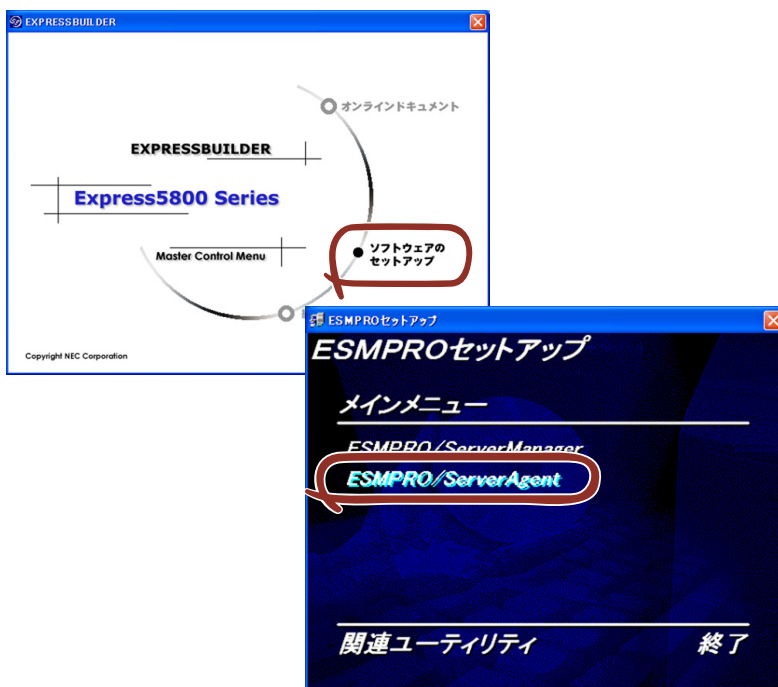 EXPRESSBUILDER
オンラインドキュメント
EXPRESSBUILDER
Express5800 Series
ソフトウェアの
セットアップ
Master Control Menu
Copyright NEC Corporation
ESMPROセットアップ
ESMPROセットアップ
メインメニュー
ESMPRO/ServerManager
ESMPRO/ServerAgent
関連ユーティリティ
終了